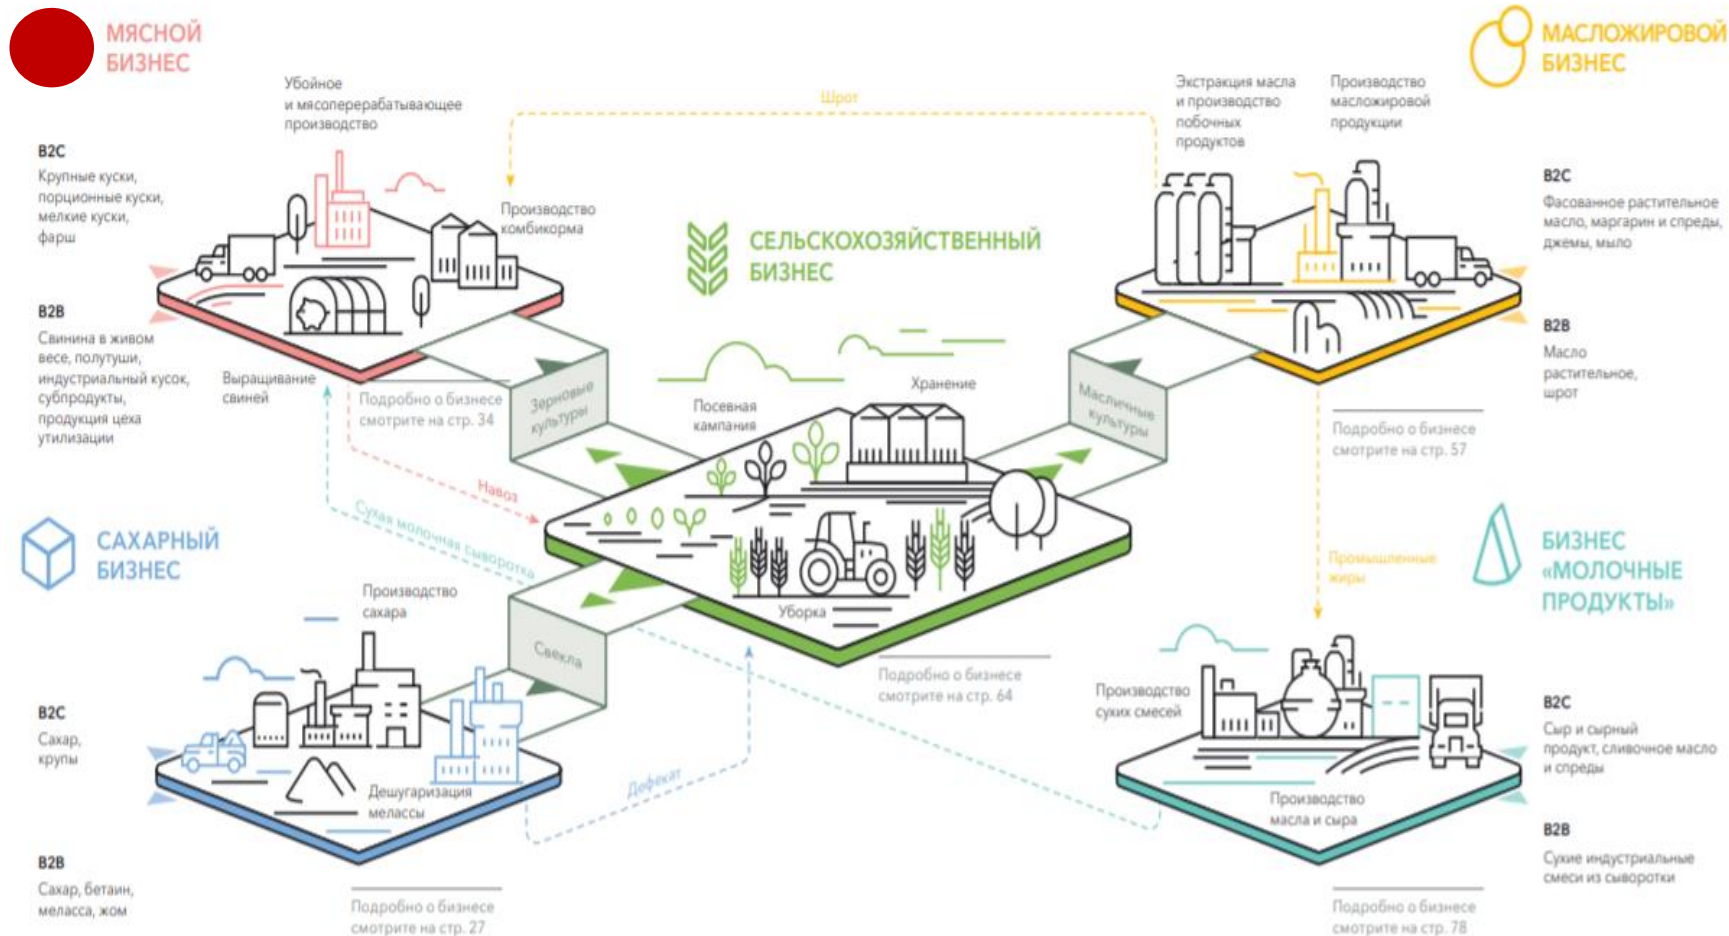 МЯСНОЙ
БИЗНЕС
Убойное
и мясоперерабатывающее
производство
B2C
Крупные куски,
порционные куски,
мелкие куски,
фарш
B2B
Свинина в живом
весе, полутуши,
индустриальный кусок,
субпродукты,
продукция цеха
утилизации
Выращивание
свиней
Производство
комбикорма
Подробно о бизнесе
смотрите на стр. 34
Шрот
МАСЛОЖИРОВОЙ
БИЗНЕС
Экстракция масла
и производство
побочных
продуктов
Производство
масложировой
продукции
B2C
Фасованное растительное
масло, маргарин и спреды,
джемы, мыло
B2B
Масло
растительное,
шрот
Подробно о бизнесе
смотрите на стр. 57
СЕЛЬСКОХОЗЯЙСТВЕННЫЙ
БИЗНЕС
Зерновые
культуры
Масличные
культуры
Посевная
кампания
Хранение
Уборка
Подробно о бизнесе
смотрите на стр. 64
Навоз
Сухая молочная сыворотка
Свекла
Дефекат
Промышленные
жиры
САХАРНЫЙ
БИЗНЕС
Производство
сахара
B2C
Сахар,
крупы
Дешугаризация
мелассы
B2B
Сахар, бетаин,
меласса, жом
Подробно о бизнесе
смотрите на стр. 27
БИЗНЕС
«МОЛОЧНЫЕ
ПРОДУКТЫ»
Производство
сухих смесей
Производство
масла и сыра
B2C
Сыр и сырный
продукт, сливочное масло
и спреды
B2B
Сухие индустриальные
смеси из сыворотки
Подробно о бизнесе
смотрите на стр. 78